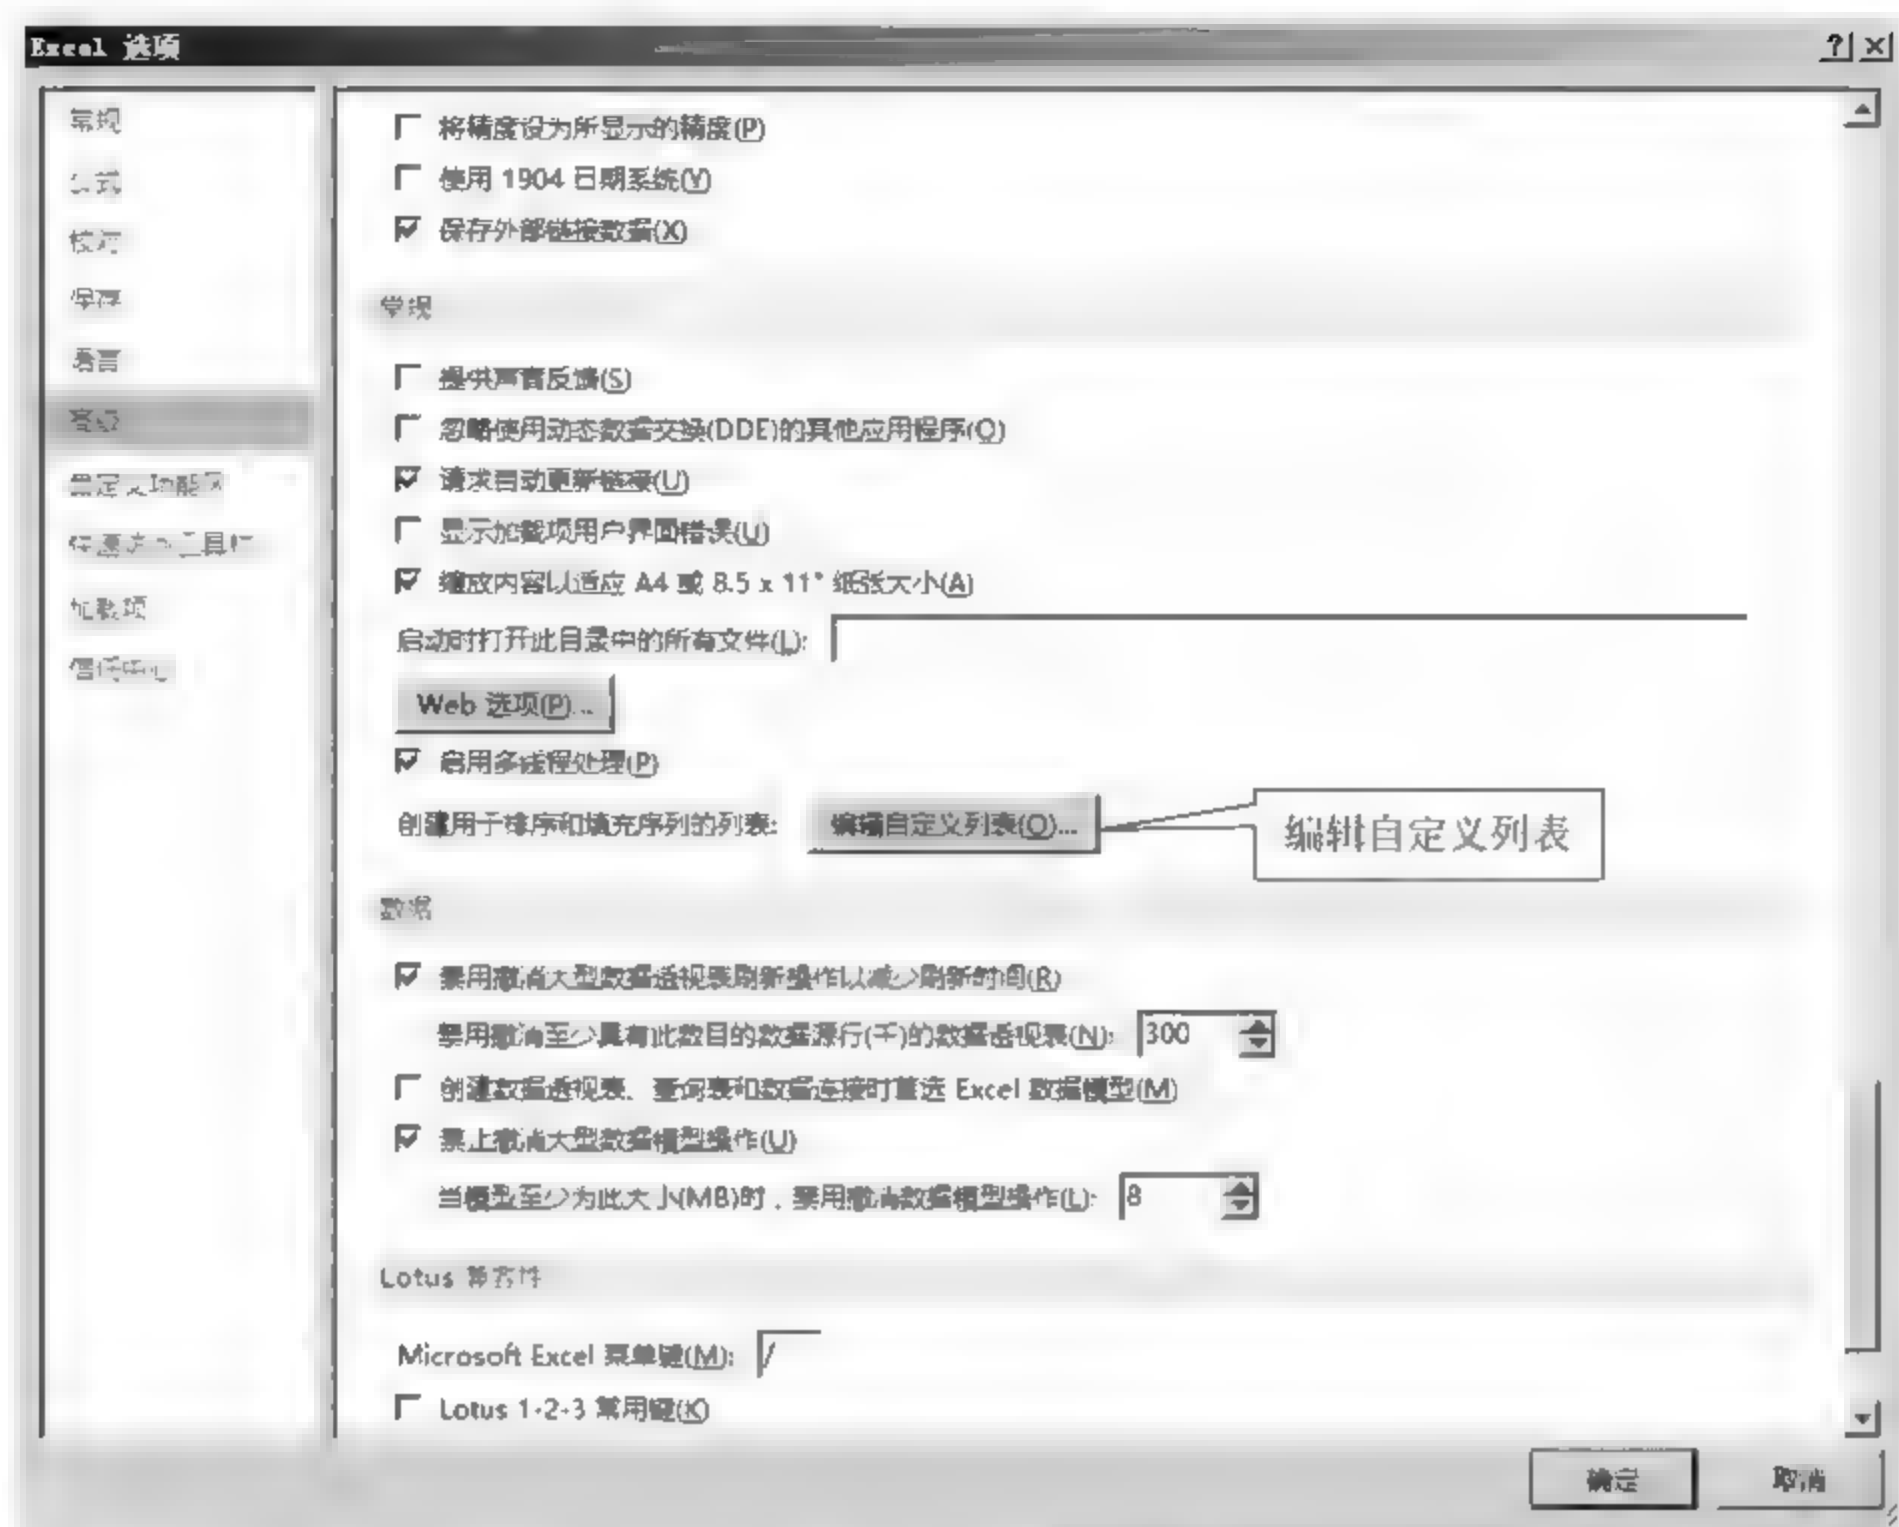 Excel 选项
常规
公式
校对
保存
语言
高级
自定义功能区
快速访问工具栏
加载项
信任中心
将精度设为所显示的精度(P)
使用 1904 日期系统(Y)
保存外部链接数据(X)
常规
提供声音反馈(S)
忽略使用动态数据交换(DDE)的其他应用程序(O)
请求自动更新链接(U)
显示加载项用户界面错误(U)
缩放内容以适应 A4 或 8.5 x 11" 纸张大小(A)
启动时打开此目录中的所有文件(L):
Web 选项(P)...
启用多线程处理(P)
创建用于排序和填充序列的列表: 编辑自定义列表(O)...
编辑自定义列表
数据
禁用撤消大型数据透视表刷新操作以减少刷新时间(R)
禁用撤消至少具有此数目的数据源行(千)的数据透视表(N): 300
创建数据透视表、查询表和数据连接时首选 Excel 数据模型(M)
禁止撤消大型数据模型操作(U)
当模型至少为此大小(MB)时，禁用撤消数据模型操作(L): 8
Lotus 兼容性
Microsoft Excel 菜单键(M): /
Lotus 1-2-3 常用键(K)
确定
取消